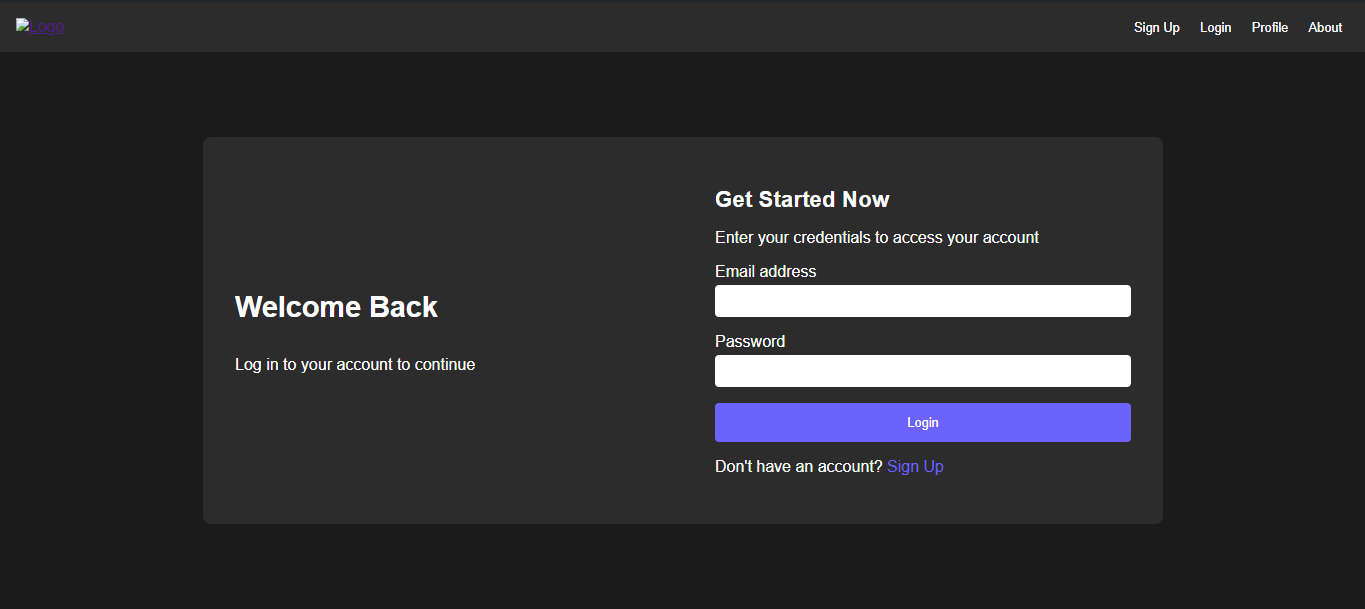 Logo
Sign Up
Login
Profile
About
Welcome Back
Log in to your account to continue
Get Started Now
Enter your credentials to access your account
Email address
Password
Login
Don't have an account? Sign Up